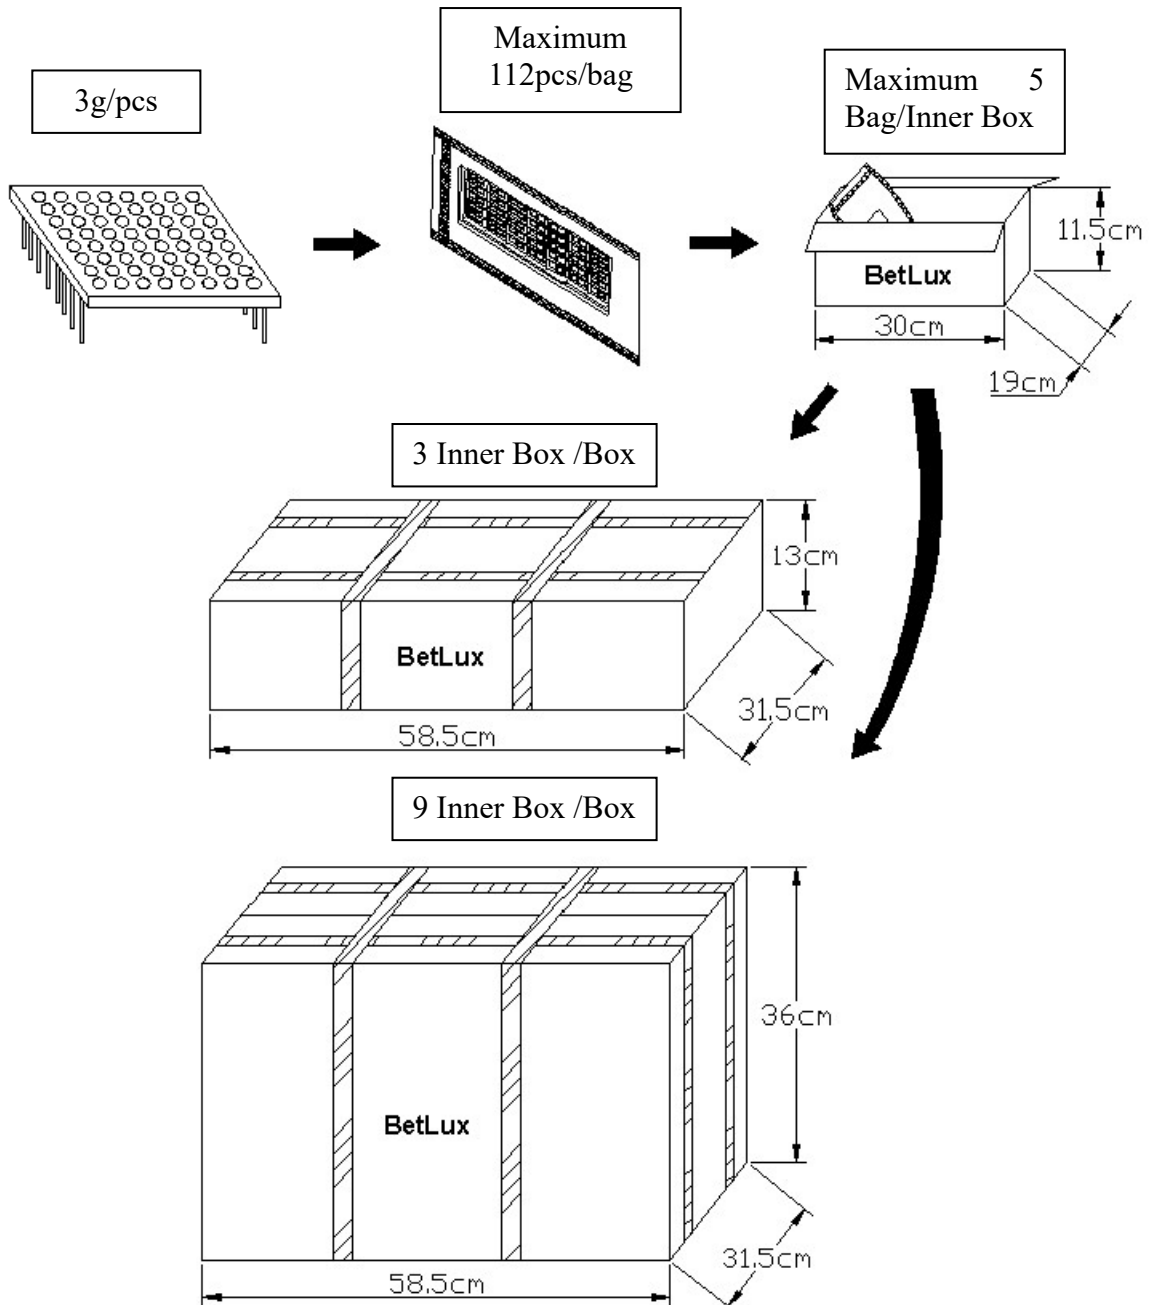 Maximum
112pcs/bag
3g/pcs
Maximum 5
Bag/Inner Box
11.5cm
BetLux
30cm
19cm
3 Inner Box /Box
13cm
BetLux
31.5cm
58.5cm
9 Inner Box /Box
36cm
BetLux
31.5cm
58.5cm